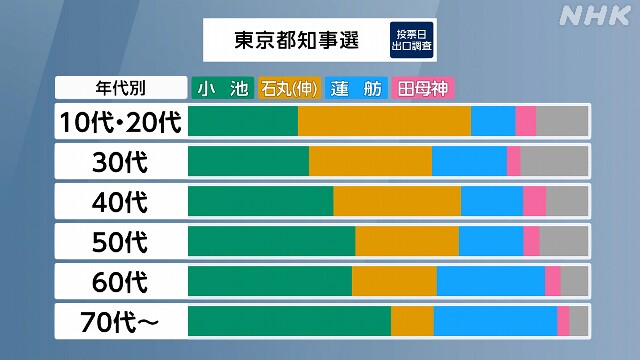 NHK
東京都知事選
投票日
出口調査
年代別 小池 石丸(伸) 蓮舫 田母神
10代・20代
30代
40代
50代
60代
70代～